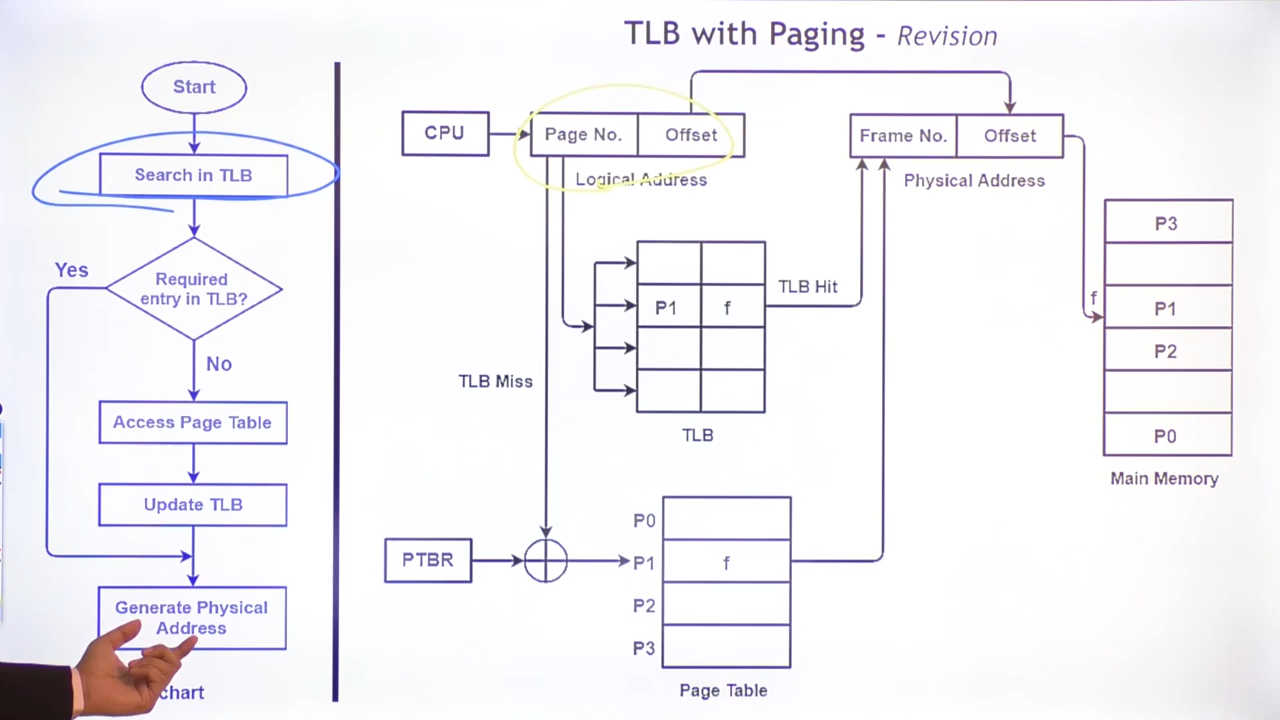 TLB with Paging - Revision
Start
Search in TLB
Yes
Required
entry in TLB?
No
Access Page Table
Update TLB
Generate Physical
Address
chart
CPU
Page No.
Offset
Logical Address
Frame No.
Offset
Physical Address
TLB Hit
P1
f
TLB Miss
TLB
PTBR
P0
P1
f
P2
P3
Page Table
f
P3
P1
P2
P0
Main Memory